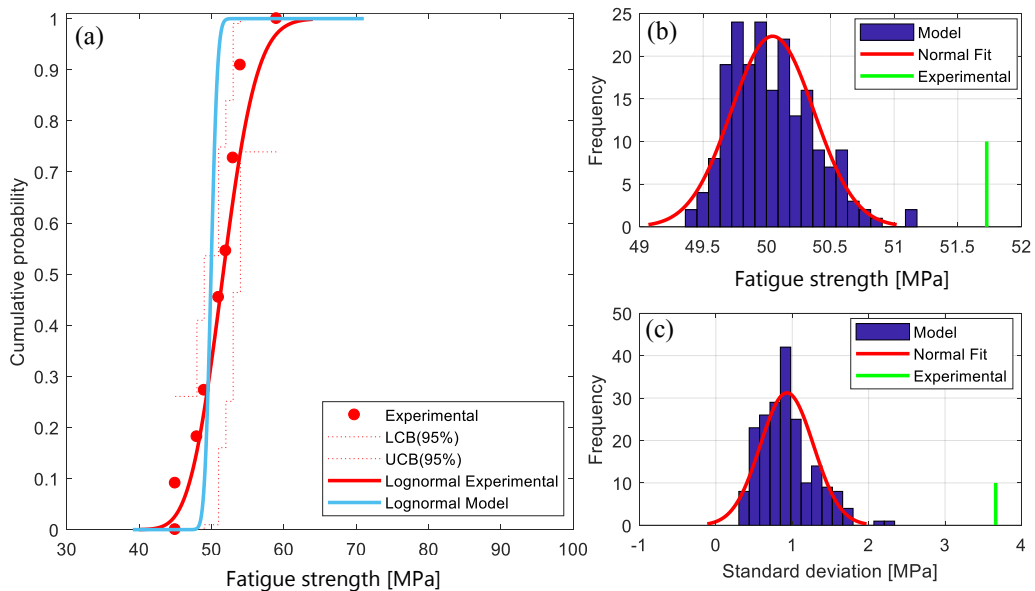 (a)
1
0.9
0.8
0.7
0.6
0.5
0.4
0.3
0.2
0.1
0
Cumulative probability
30 40 50 60 70 80 90 100
Fatigue strength [MPa]
Experimental
LCB(95%)
UCB(95%)
Lognormal Experimental
Lognormal Model
(b)
25
20
15
10
5
0
Frequency
49 49.5 50 50.5 51 51.5 52
Fatigue strength [MPa]
Model
Normal Fit
Experimental
(c)
50
40
30
20
10
0
Frequency
-1 0 1 2 3 4
Standard deviation [MPa]
Model
Normal Fit
Experimental